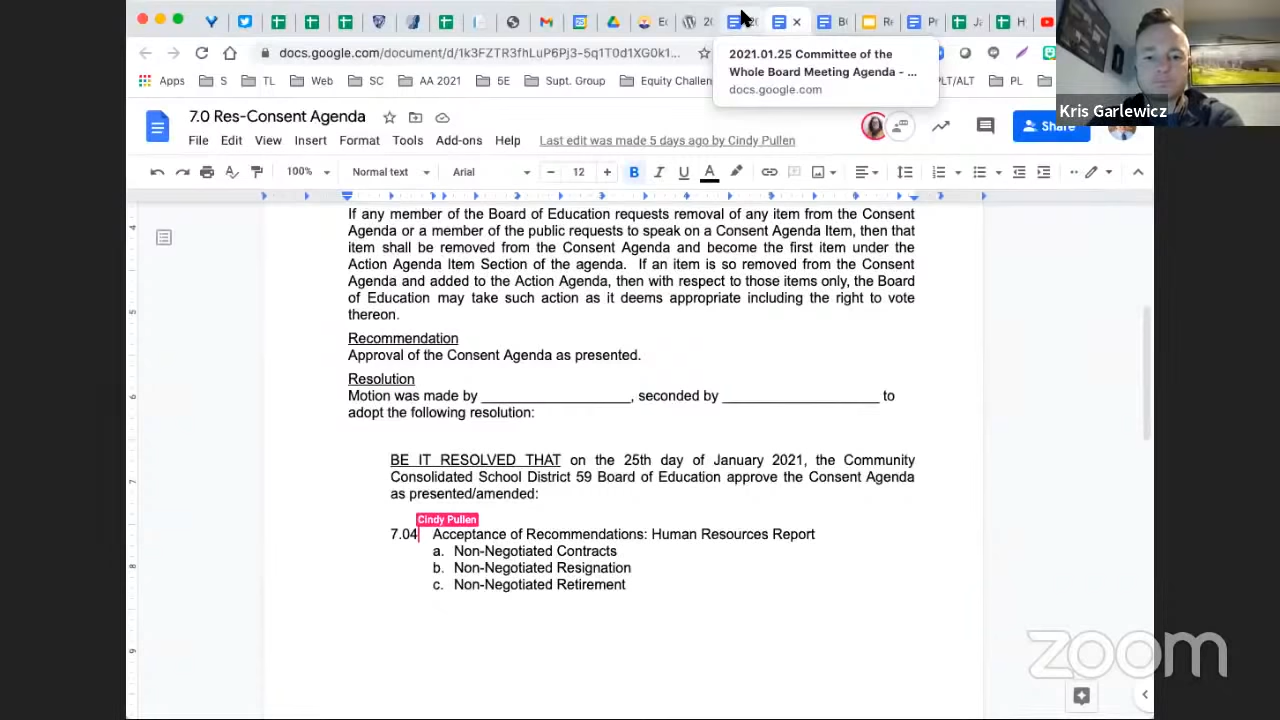 20
Ec
20
B
Re
P
J
H
docs.google.com/document/d/1k3FZTR3fhLuP6Pj3-5q1T0d1XG0k1...
2021.01.25 Committee of the
Whole Board Meeting Agenda - ...
docs.google.com
Apps
S
TL
Web
SC
AA 2021
5E
Supt. Group
Equity Challen
PLT/ALT
PL
Kris Garlewicz
7.0 Res-Consent Agenda
Share
File Edit View Insert Format Tools Add-ons Help Last edit was made 5 days ago by Cindy Pullen
100% Normal text Arial 12 B I U A
If any member of the Board of Education requests removal of any item from the Consent
Agenda or a member of the public requests to speak on a Consent Agenda Item, then that
item shall be removed from the Consent Agenda and become the first item under the
Action Agenda Item Section of the agenda. If an item is so removed from the Consent
Agenda and added to the Action Agenda, then with respect to those items only, the Board
of Education may take such action as it deems appropriate including the right to vote
thereon.
Recommendation
Approval of the Consent Agenda as presented.
Resolution
Motion was made by ____________________, seconded by _____________________ to
adopt the following resolution:
BE IT RESOLVED THAT on the 25th day of January 2021, the Community
Consolidated School District 59 Board of Education approve the Consent Agenda
as presented/amended:
Cindy Pullen
7.04 Acceptance of Recommendations: Human Resources Report
a. Non-Negotiated Contracts
b. Non-Negotiated Resignation
c. Non-Negotiated Retirement
zoom